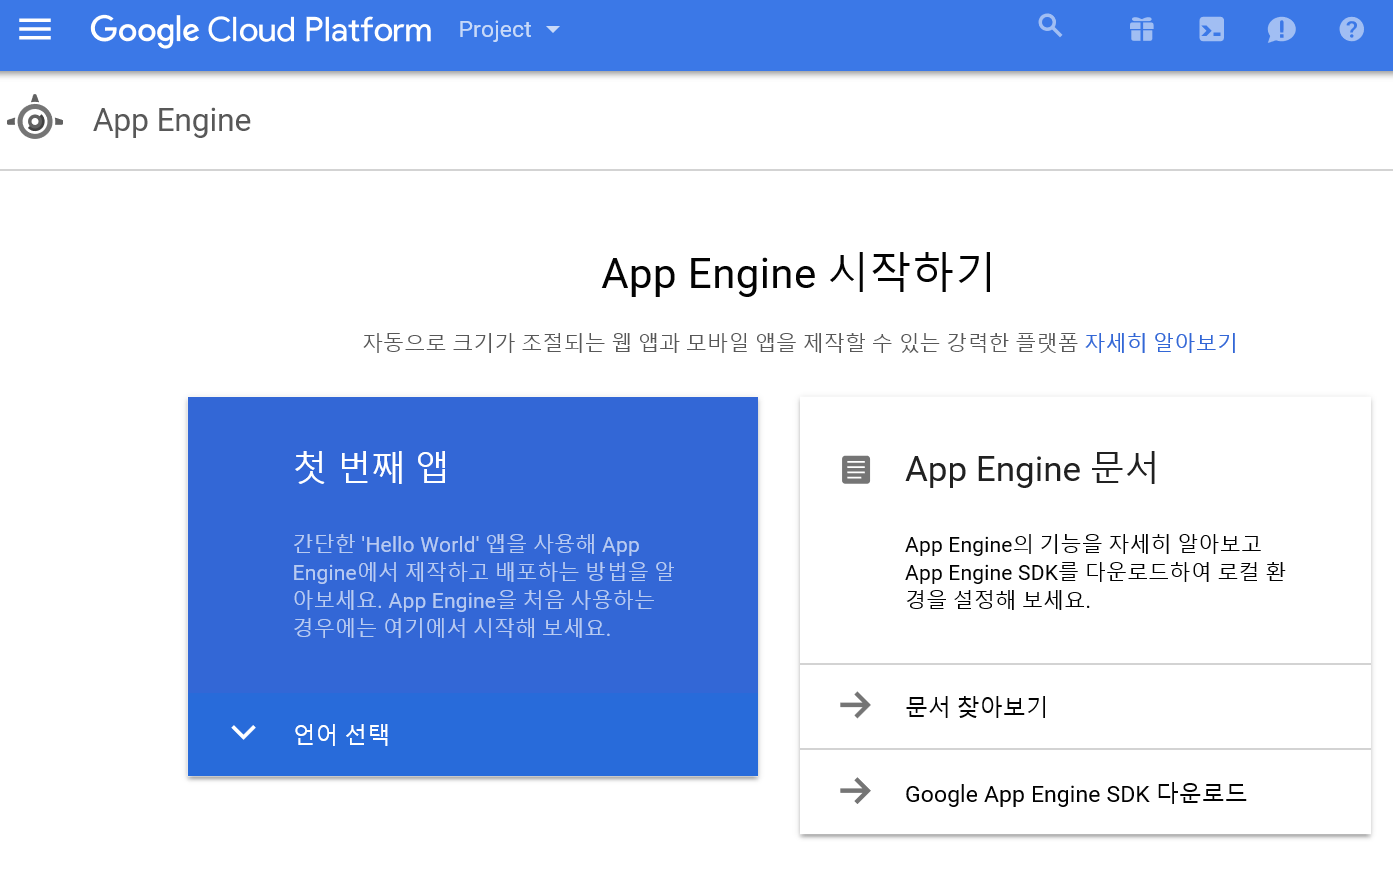 Google Cloud Platform Project
App Engine
App Engine 시작하기
자동으로 크기가 조절되는 웹 앱과 모바일 앱을 제작할 수 있는 강력한 플랫폼 자세히 알아보기
첫 번째 앱
간단한 'Hello World' 앱을 사용해 App
Engine에서 제작하고 배포하는 방법을 알
아보세요. App Engine을 처음 사용하는
경우에는 여기에서 시작해 보세요.
언어 선택
App Engine 문서
App Engine의 기능을 자세히 알아보고
App Engine SDK를 다운로드하여 로컬 환
경을 설정해 보세요.
문서 찾아보기
Google App Engine SDK 다운로드